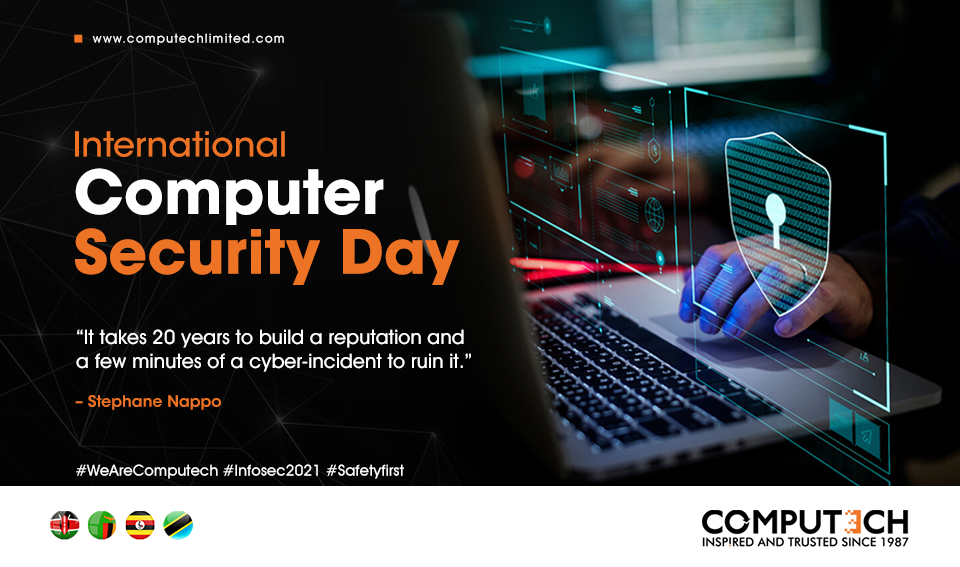 www.computechlimited.com
International
Computer
Security Day
“It takes 20 years to build a reputation and
a few minutes of a cyber-incident to ruin it.”
– Stephane Nappo
#WeAreComputech #Infosec2021 #Safetyfirst
COMPUTECH
INSPIRED AND TRUSTED SINCE 1987